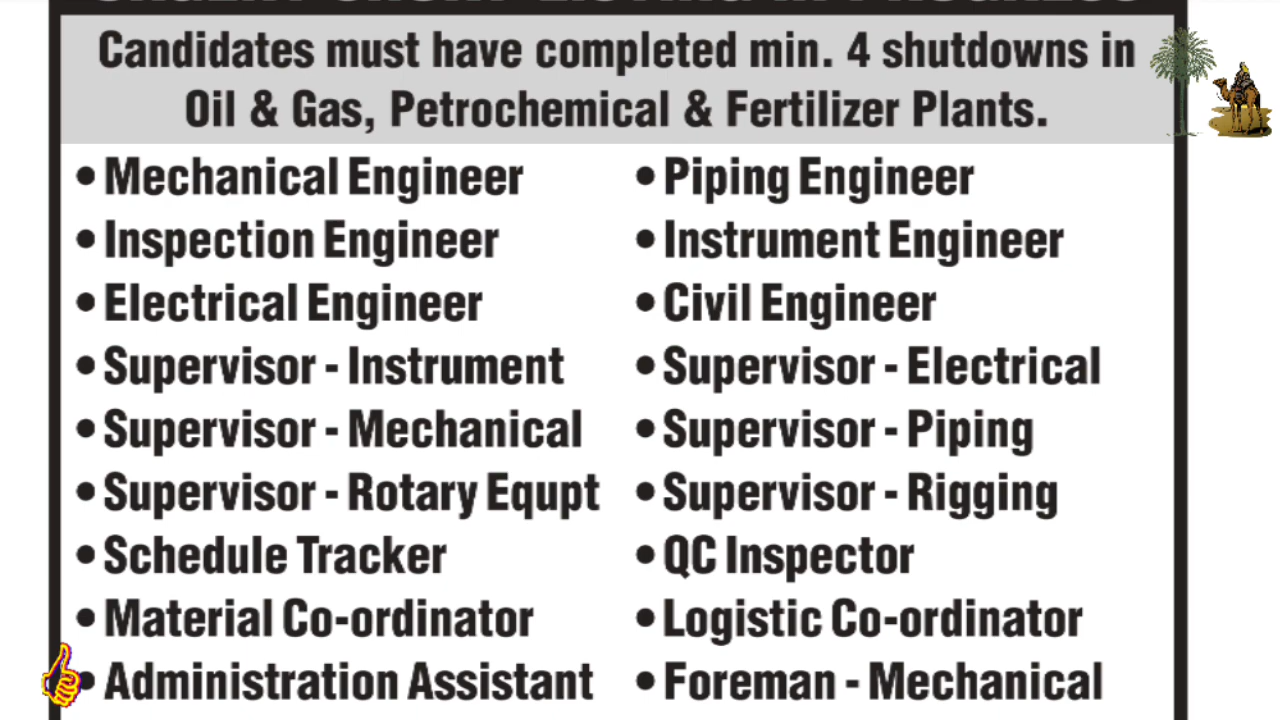 Candidates must have completed min. 4 shutdowns in
Oil & Gas, Petrochemical & Fertilizer Plants.
• Mechanical Engineer • Piping Engineer
• Inspection Engineer • Instrument Engineer
• Electrical Engineer • Civil Engineer
• Supervisor - Instrument • Supervisor - Electrical
• Supervisor - Mechanical • Supervisor - Piping
• Supervisor - Rotary Equpt • Supervisor - Rigging
• Schedule Tracker • QC Inspector
• Material Co-ordinator • Logistic Co-ordinator
• Administration Assistant • Foreman - Mechanical